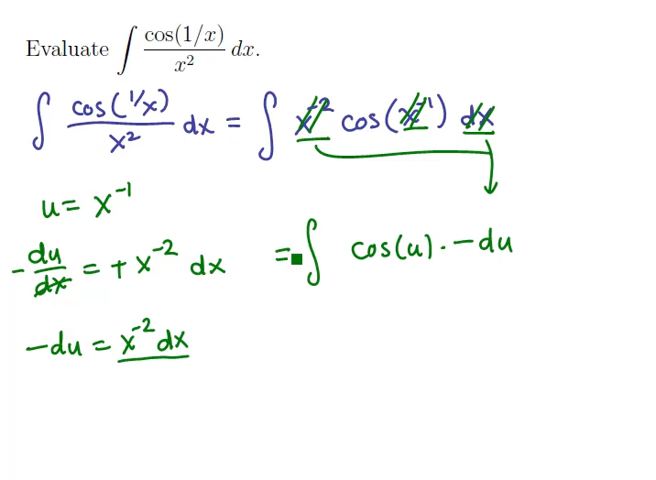 Evaluate ∫ cos(1/x)/x² dx.
∫ cos(1/x)/x² dx = ∫ x⁻² cos(x⁻¹) dx
u = x⁻¹
-du/dx = + x⁻² dx = ∫ cos(u) · -du
-du = x⁻² dx